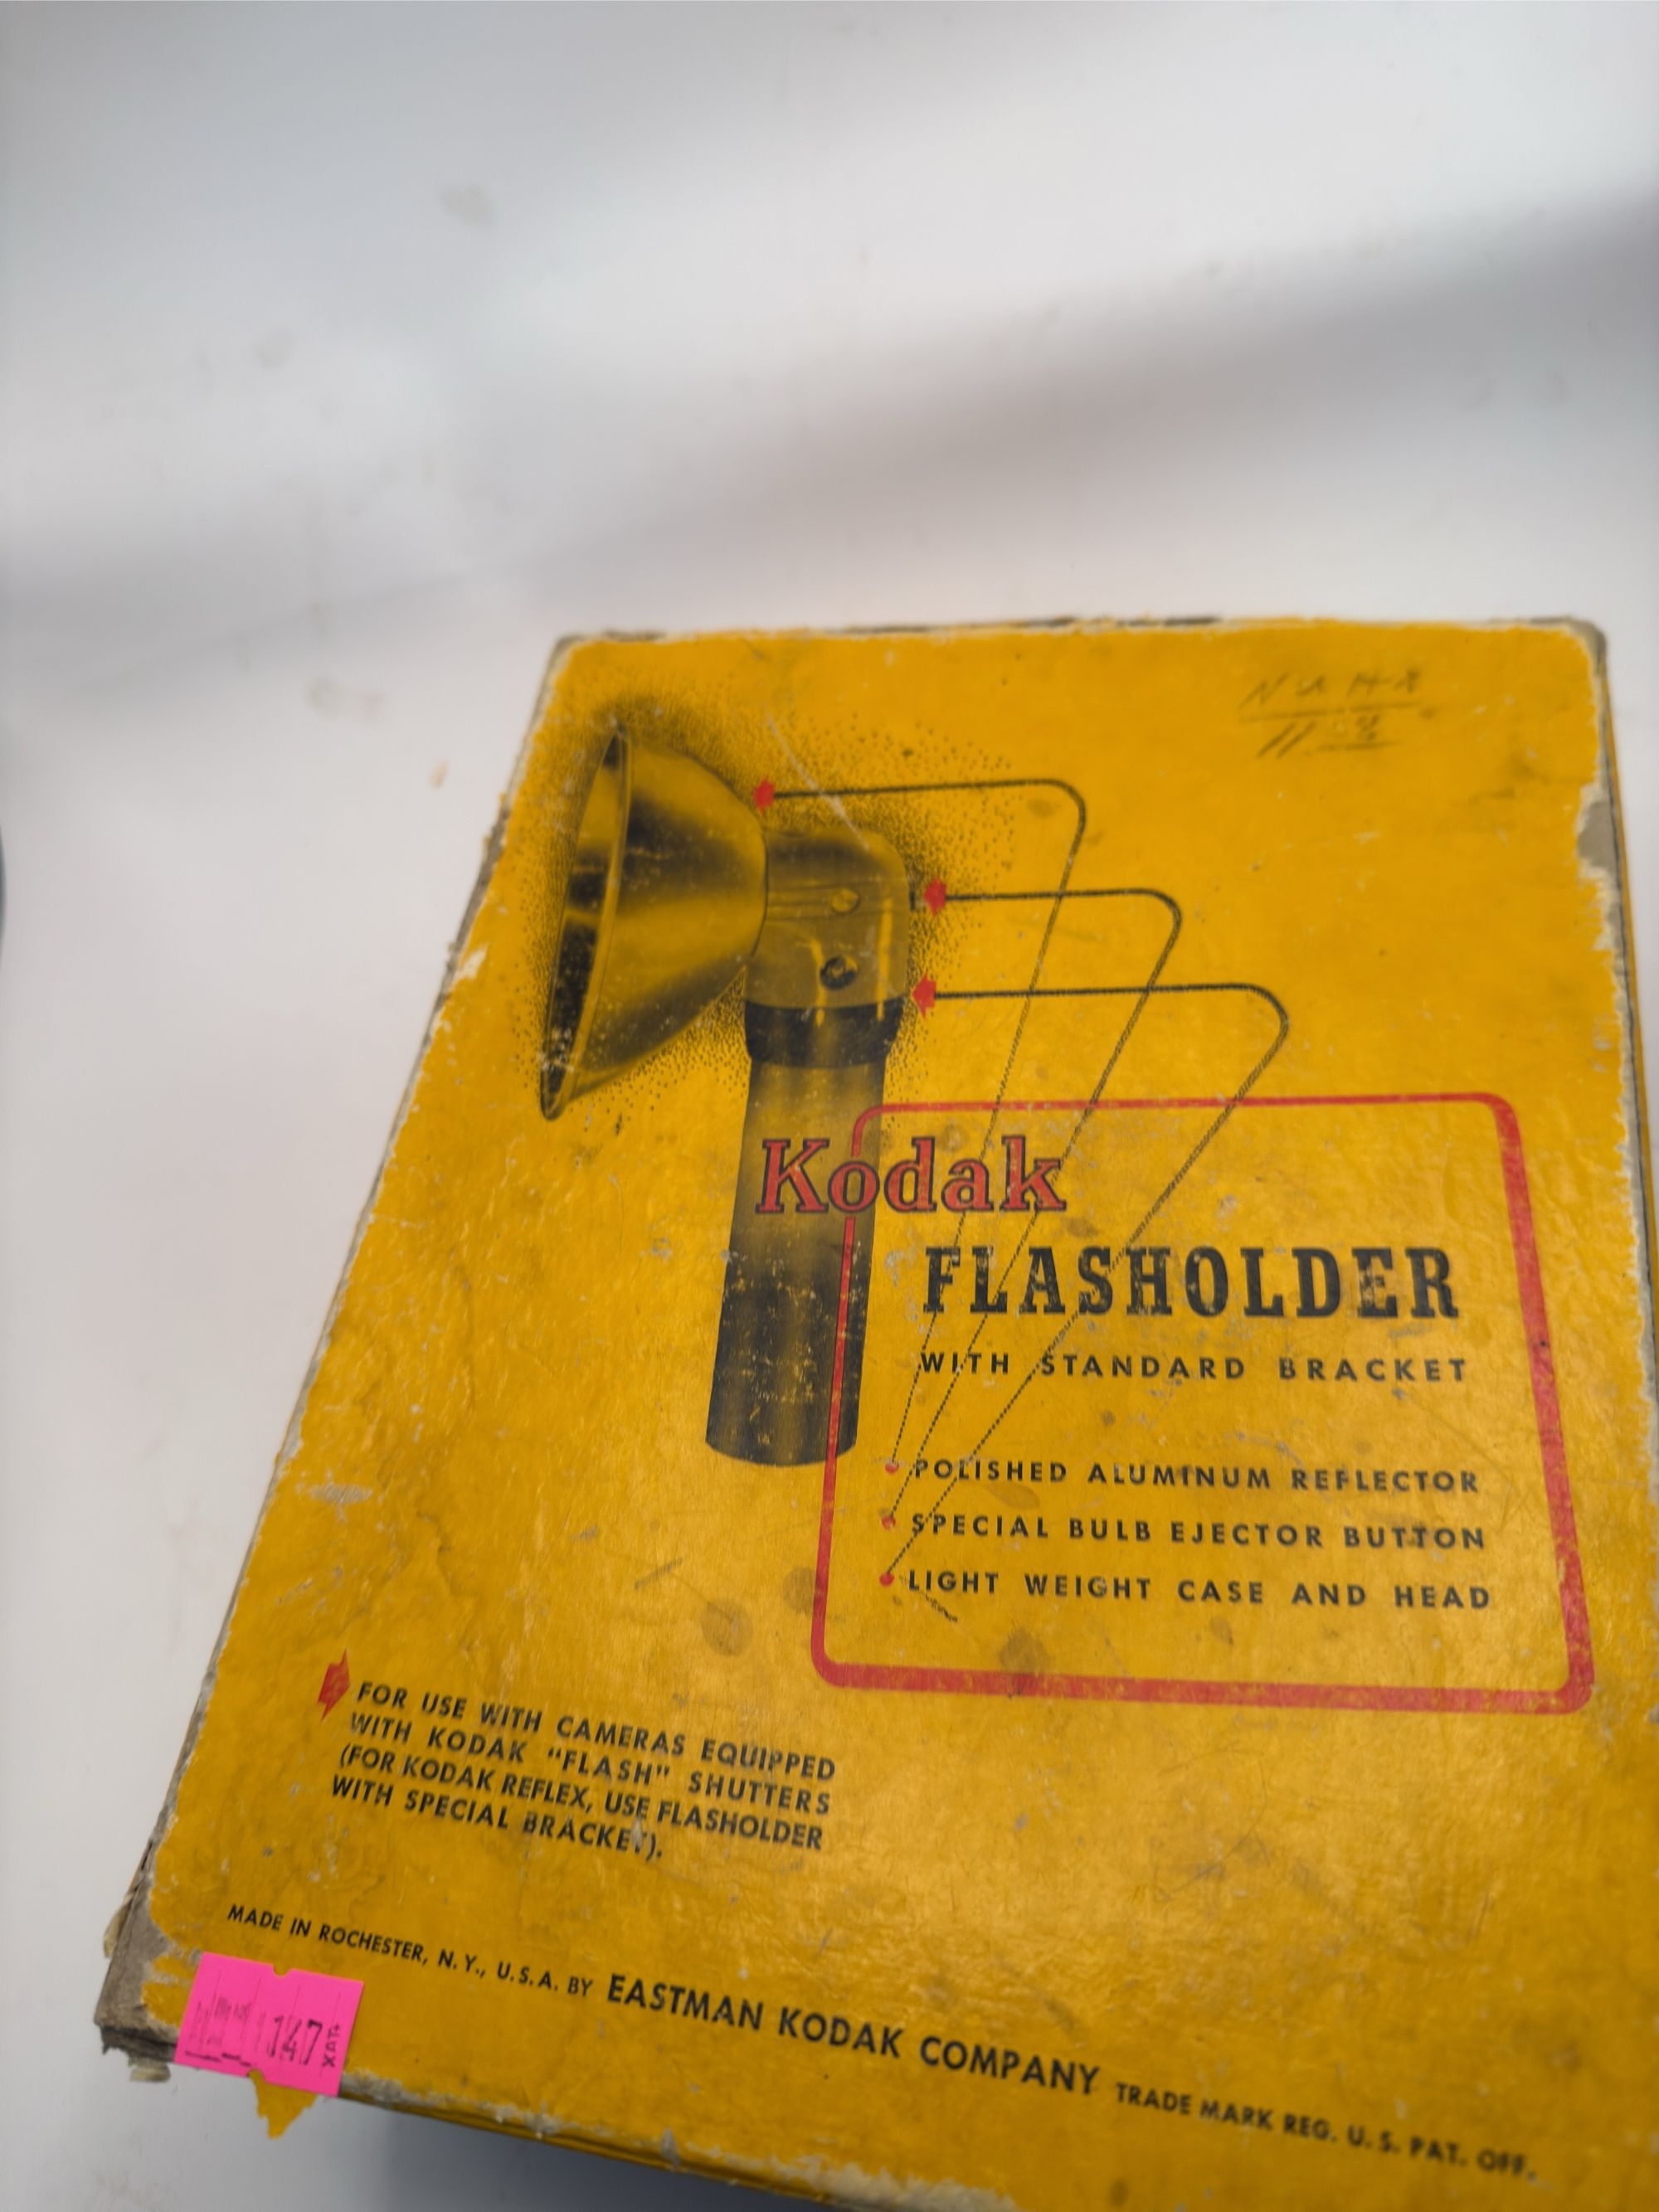 Kodak
FLASHOLDER
WITH STANDARD BRACKET
POLISHED ALUMINUM REFLECTOR
SPECIAL BULB EJECTOR BUTTON
LIGHT WEIGHT CASE AND HEAD
FOR USE WITH CAMERAS EQUIPPED
WITH KODAK "FLASH" SHUTTERS
(FOR KODAK REFLEX, USE FLASHOLDER
WITH SPECIAL BRACKET).
MADE IN ROCHESTER, N.Y., U.S.A. BY EASTMAN KODAK COMPANY TRADE MARK REG. U.S. PAT. OFF.
147